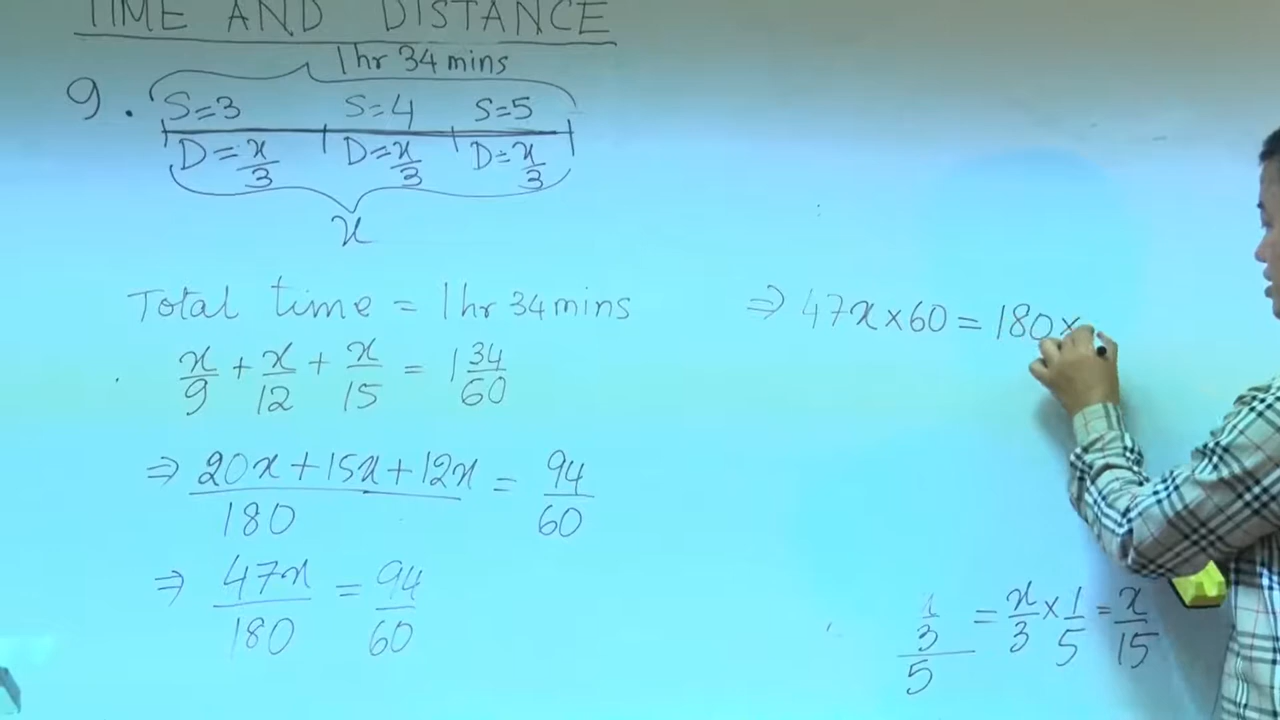 TIME AND DISTANCE
1hr 34 mins
9. S=3 S=4 S=5
D=x/3 D=x/3 D=x/3
x
Total time = 1hr 34 mins
x/9 + x/12 + x/15 = 1 34/60
⇒ (20x+15x+12x)/180 = 94/60
⇒ 47x/180 = 94/60
⇒ 47x×60 = 180×
3/5 = x/3 × 1/5 = x/15